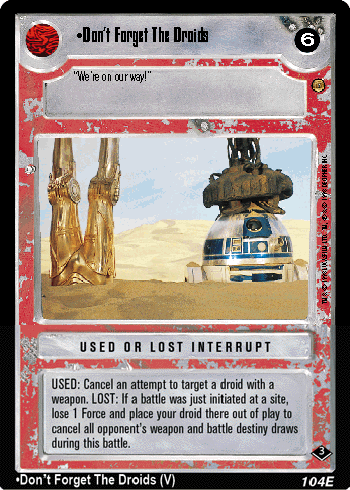 •Don't Forget The Droids
6
"We're on our way!"
USED OR LOST INTERRUPT
USED: Cancel an attempt to target a droid with a
weapon. LOST: If a battle was just initiated at a site,
lose 1 Force and place your droid there out of play to
cancel all opponent's weapon and battle destiny draws
during this battle.
3
•Don't Forget The Droids (V)
104E